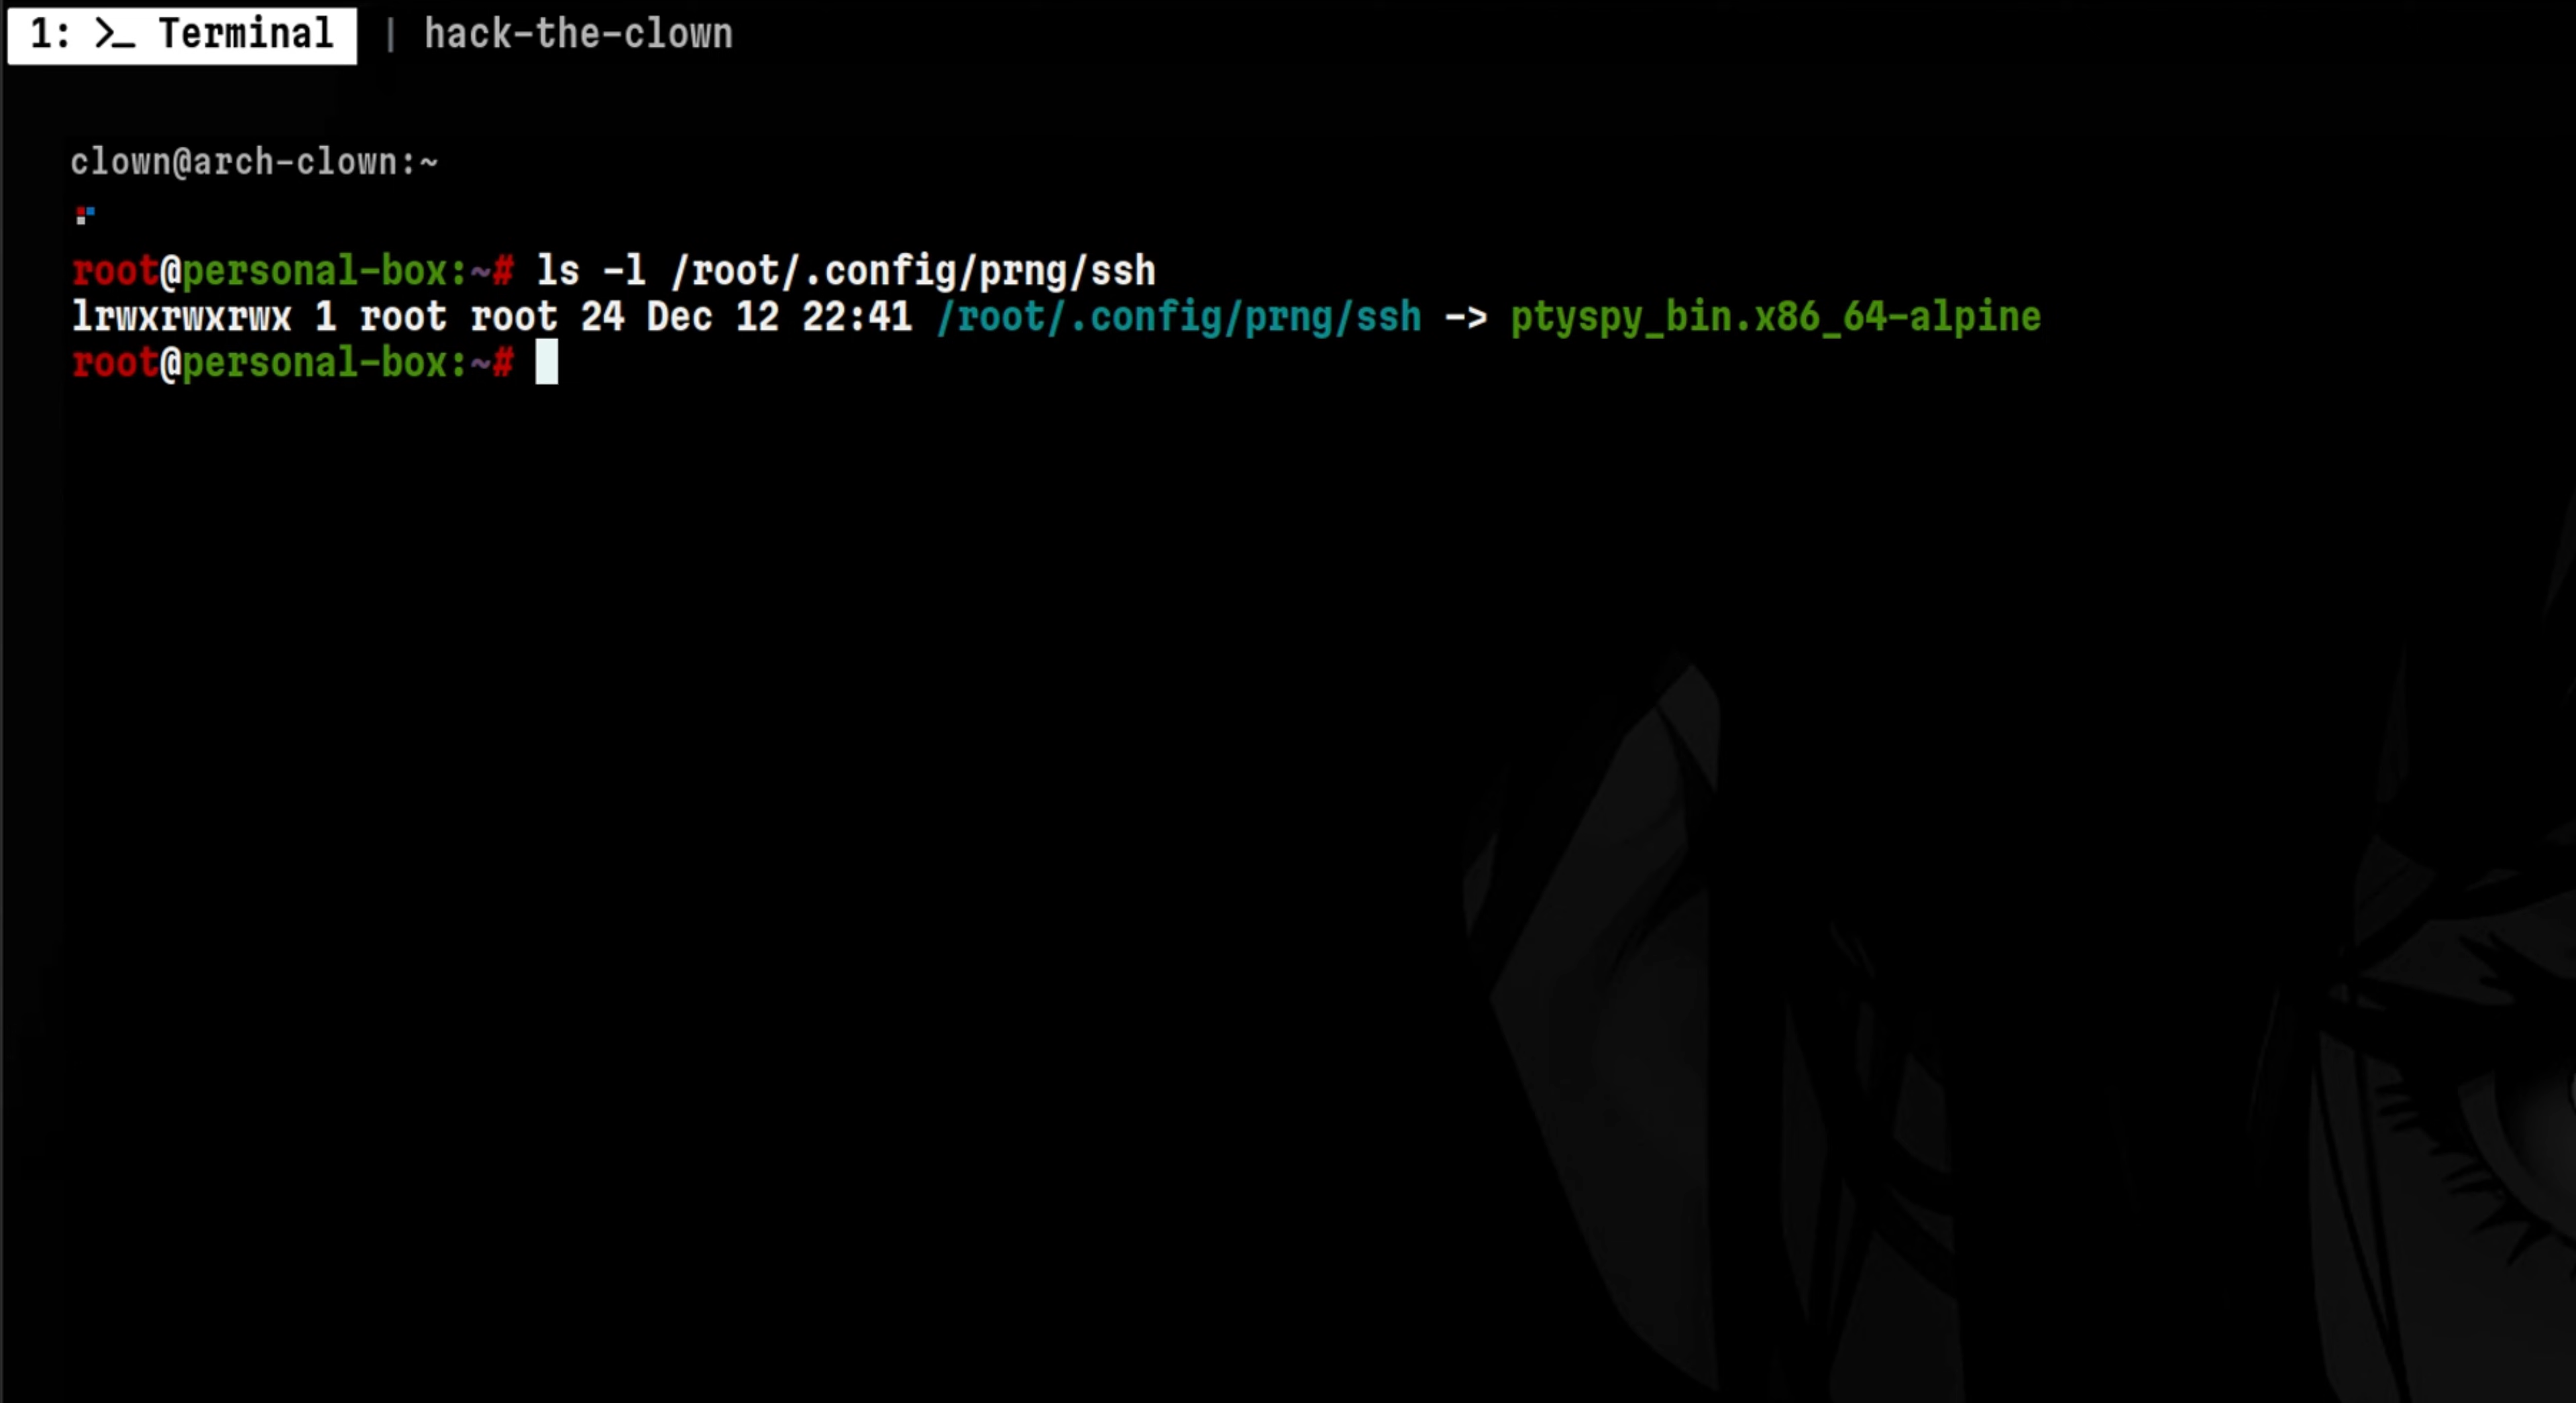 1: >_ Terminal | hack-the-clown
clown@arch-clown:~
root@personal-box:~# ls -l /root/.config/prng/ssh
lrwxrwxrwx 1 root root 24 Dec 12 22:41 /root/.config/prng/ssh -> ptyspy_bin.x86_64-alpine
root@personal-box:~#